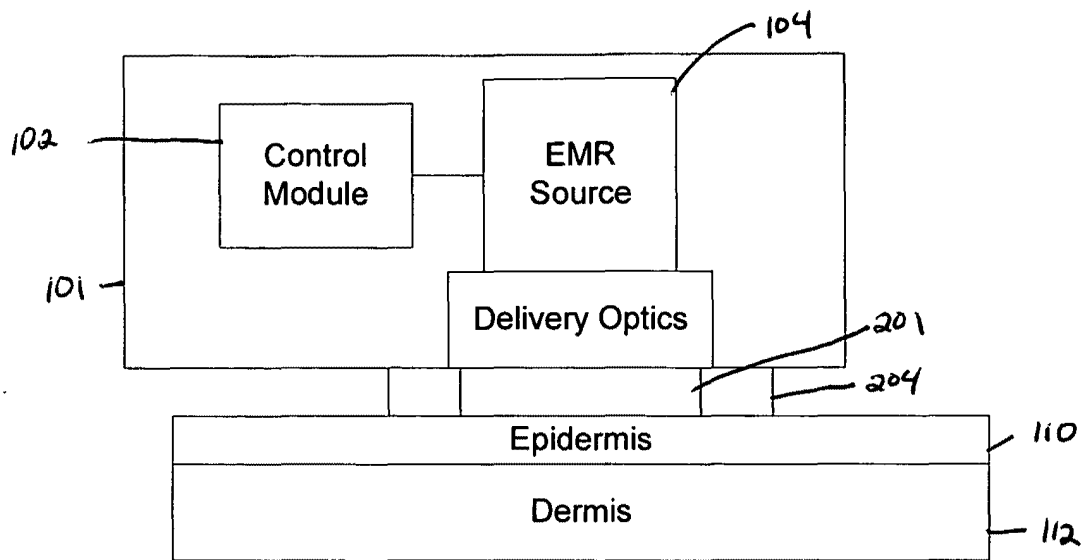 104
102
Control
Module
EMR
Source
101
Delivery Optics
201
204
Epidermis
110
Dermis
112